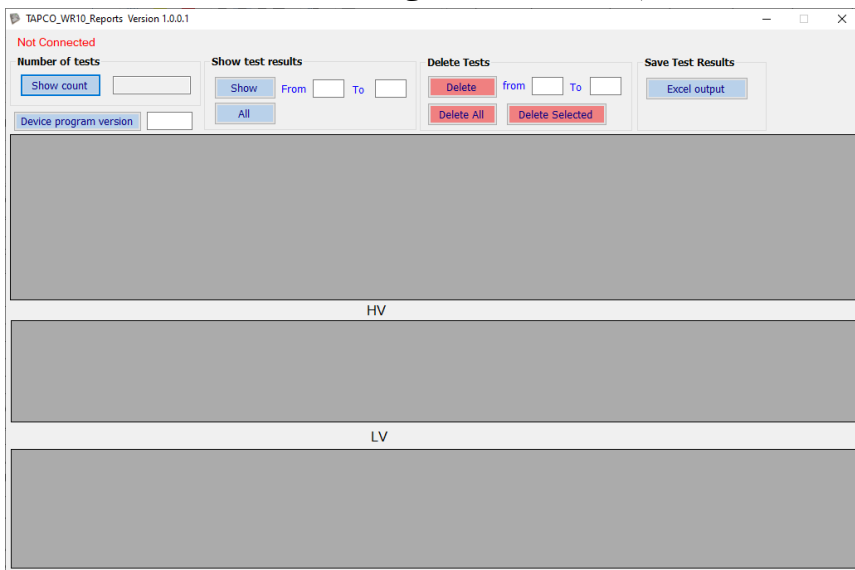 TAPCO_WR10_Reports Version 1.0.0.1
Not Connected
Number of tests
Show count
Device program version
Show test results
Show From To
All
Delete Tests
Delete from To
Delete All Delete Selected
Save Test Results
Excel output
HV
LV